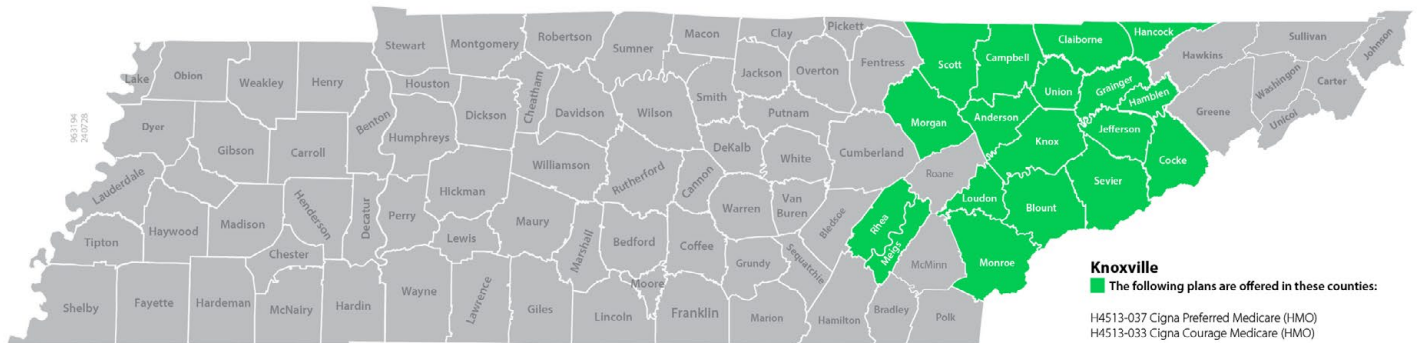 Stewart
Montgomery
Robertson
Sumner
Macon
Clay
Pickett
Lake
Obion
Weakley
Henry
Houston
Cheatham
Jackson
Overton
Fentress
Scott
Campbell
Claiborne
Hancock
Hawkins
Sullivan
Johnson
Washingon
Carter
Unicoi
Greene
Dyer
963194
240728
Gibson
Carroll
Benton
Humphreys
Dickson
Davidson
Wilson
Smith
Putnam
Morgan
Anderson
Union
Grainger
Hamblen
Jefferson
Cocke
Lauderdale
Williamson
DeKalb
White
Cumberland
Roane
Knox
Sevier
Tipton
Haywood
Madison
Henderson
Decatur
Perry
HIckman
Lewis
Maury
Rutherford
Cannon
Warren
Van
Buren
Bledsoe
Rhea
Meigs
Loudon
Blount
Chester
Marshall
Bedford
Coffee
Grundy
Sequatchie
McMinn
Monroe
Shelby
Fayette
Hardeman
McNairy
Hardin
Wayne
Lawrence
Giles
Lincoln
Moore
Franklin
Marion
Hamilton
Bradley
Polk
Knoxville
The following plans are offered in these counties:
H4513-037 Cigna Preferred Medicare (HMO)
H4513-033 Cigna Courage Medicare (HMO)